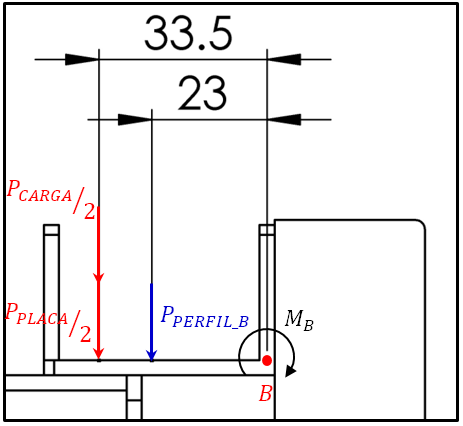 33.5
23
P_CARGA/2
P_PLACA/2
P_PERFIL_B
M_B
B